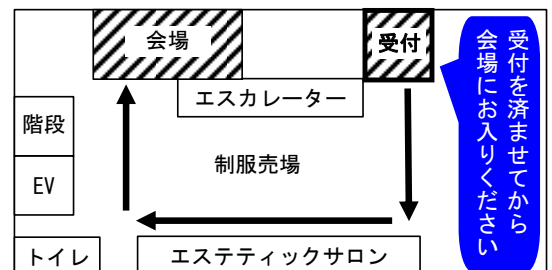 会場
受付
受付を済ませてから
会場にお入りください
エスカレーター
階段
制服売場
EV
トイレ
エステティックサロン